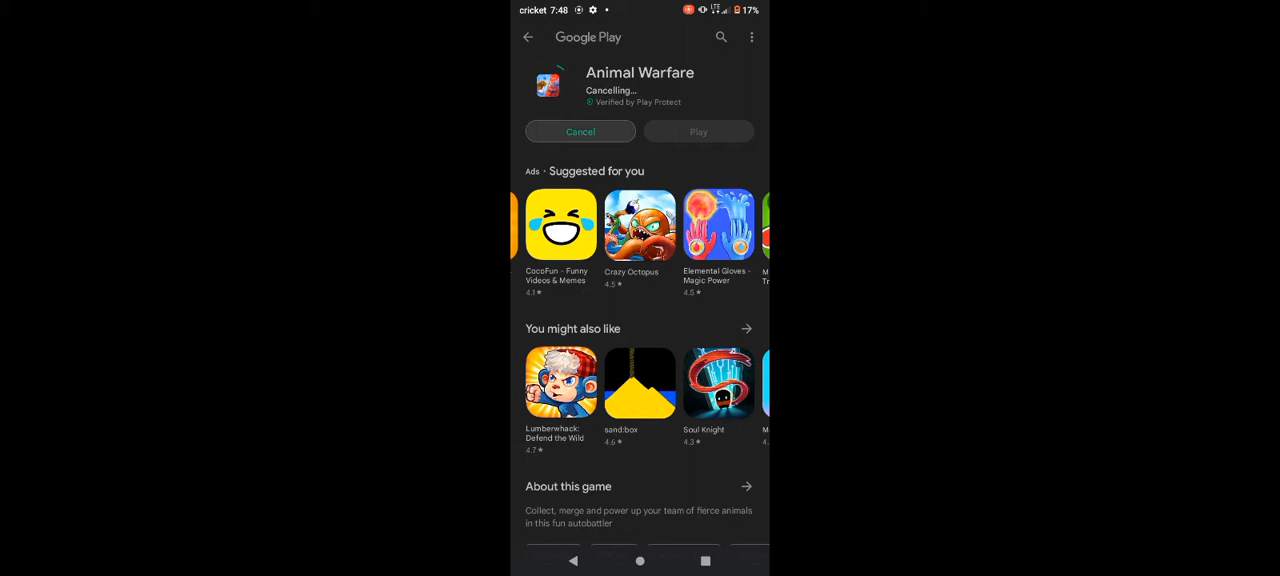 cricket 7:48 LTE 17%
Google Play
Animal Warfare
Cancelling...
Verified by Play Protect
Cancel Play
Ads · Suggested for you
CocoFun - Funny Videos & Memes
4.1★
Crazy Octopus
4.5★
Elemental Gloves - Magic Power
4.5★
You might also like
Lumberwhack: Defend the Wild
4.7★
sand:box
4.6★
Soul Knight
4.3★
About this game
Collect, merge and power up your team of fierce animals
in this fun autobattler